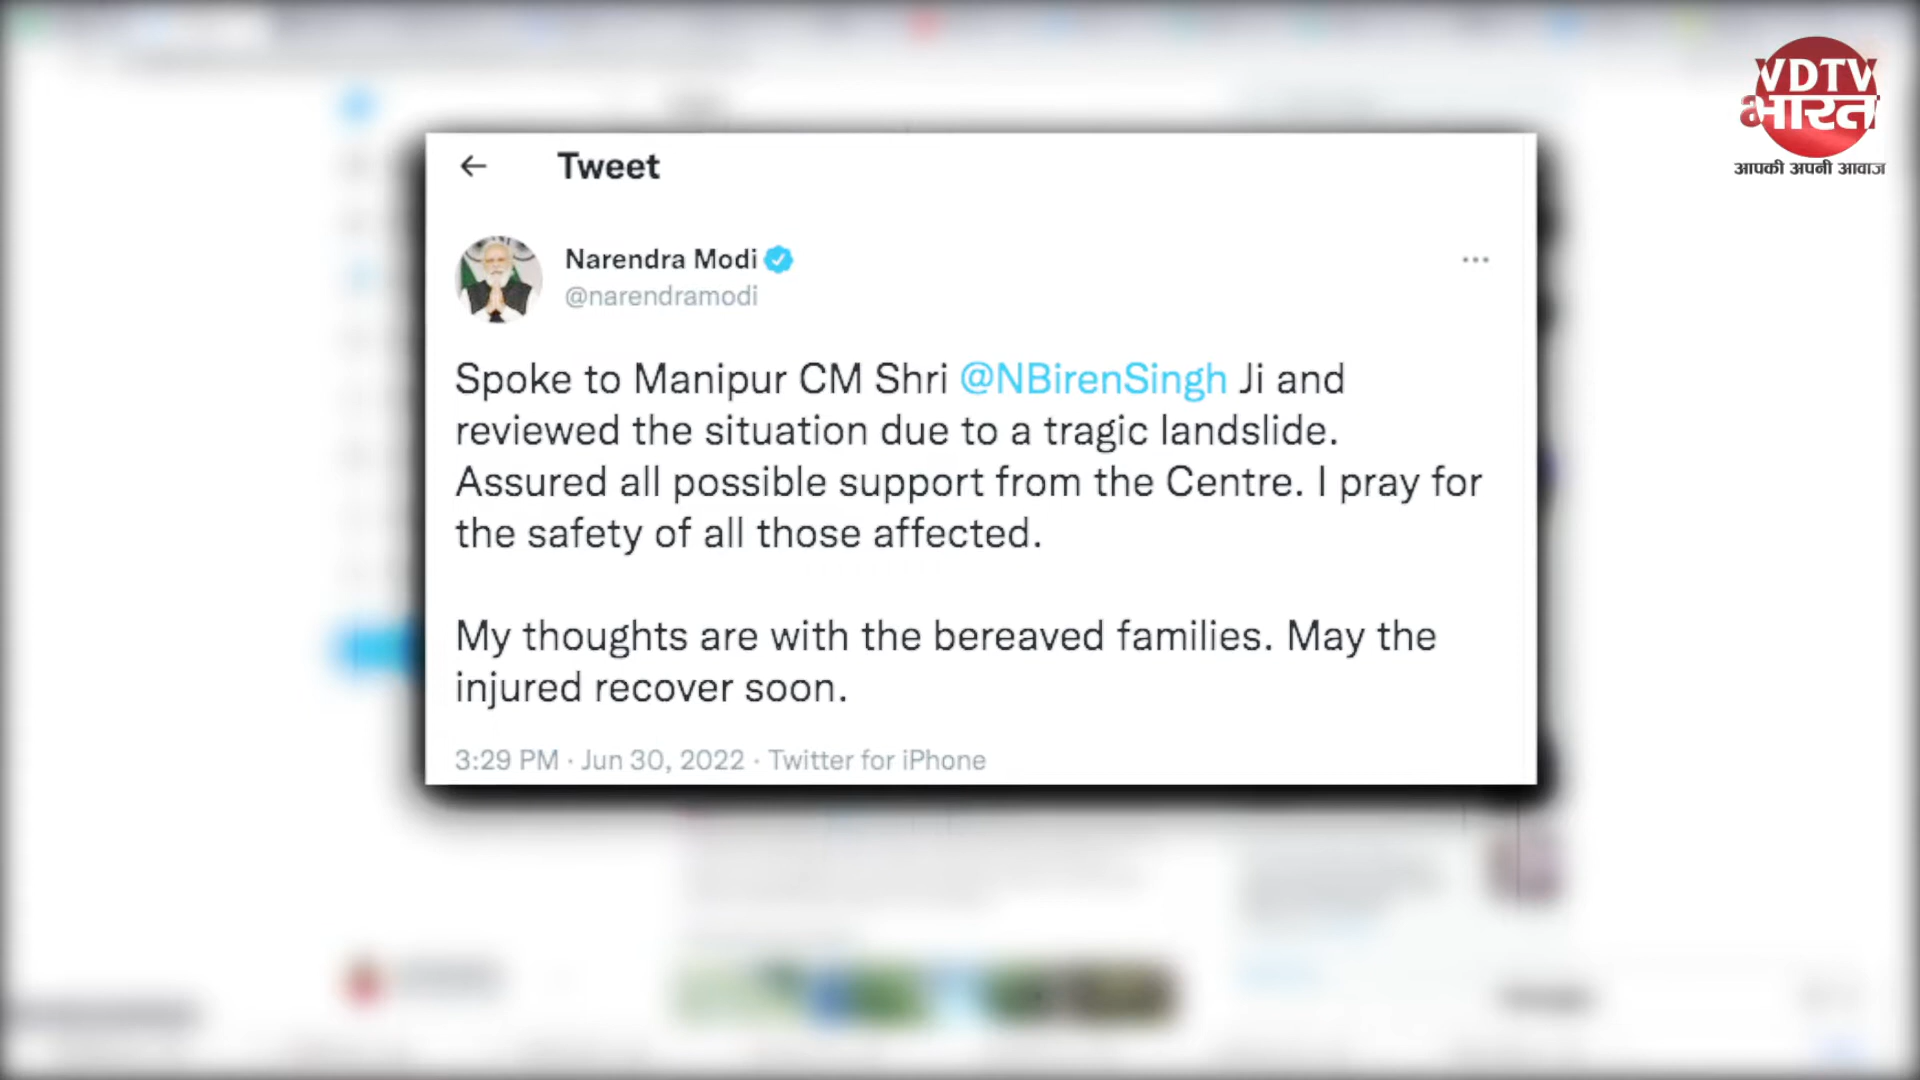 VDTV
भारत
आपकी अपनी आवाज
Tweet
Narendra Modi
@narendramodi
Spoke to Manipur CM Shri @NBirenSingh Ji and
reviewed the situation due to a tragic landslide.
Assured all possible support from the Centre. I pray for
the safety of all those affected.
My thoughts are with the bereaved families. May the
injured recover soon.
3:29 PM · Jun 30, 2022 · Twitter for iPhone